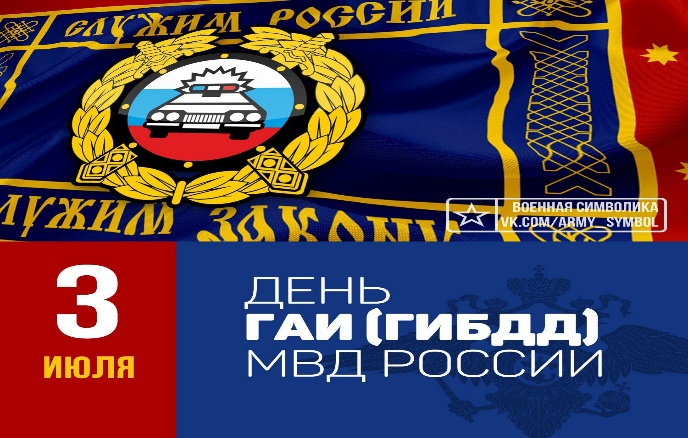 СЛУЖИМ РОССИИ
СЛУЖИМ ЗАКОНУ
ВОЕННАЯ СИМВОЛИКА
VK.COM/ARMY_SYMBOL
3
ИЮЛЯ
ДЕНЬ
ГАИ (ГИБДД)
МВД РОССИИ